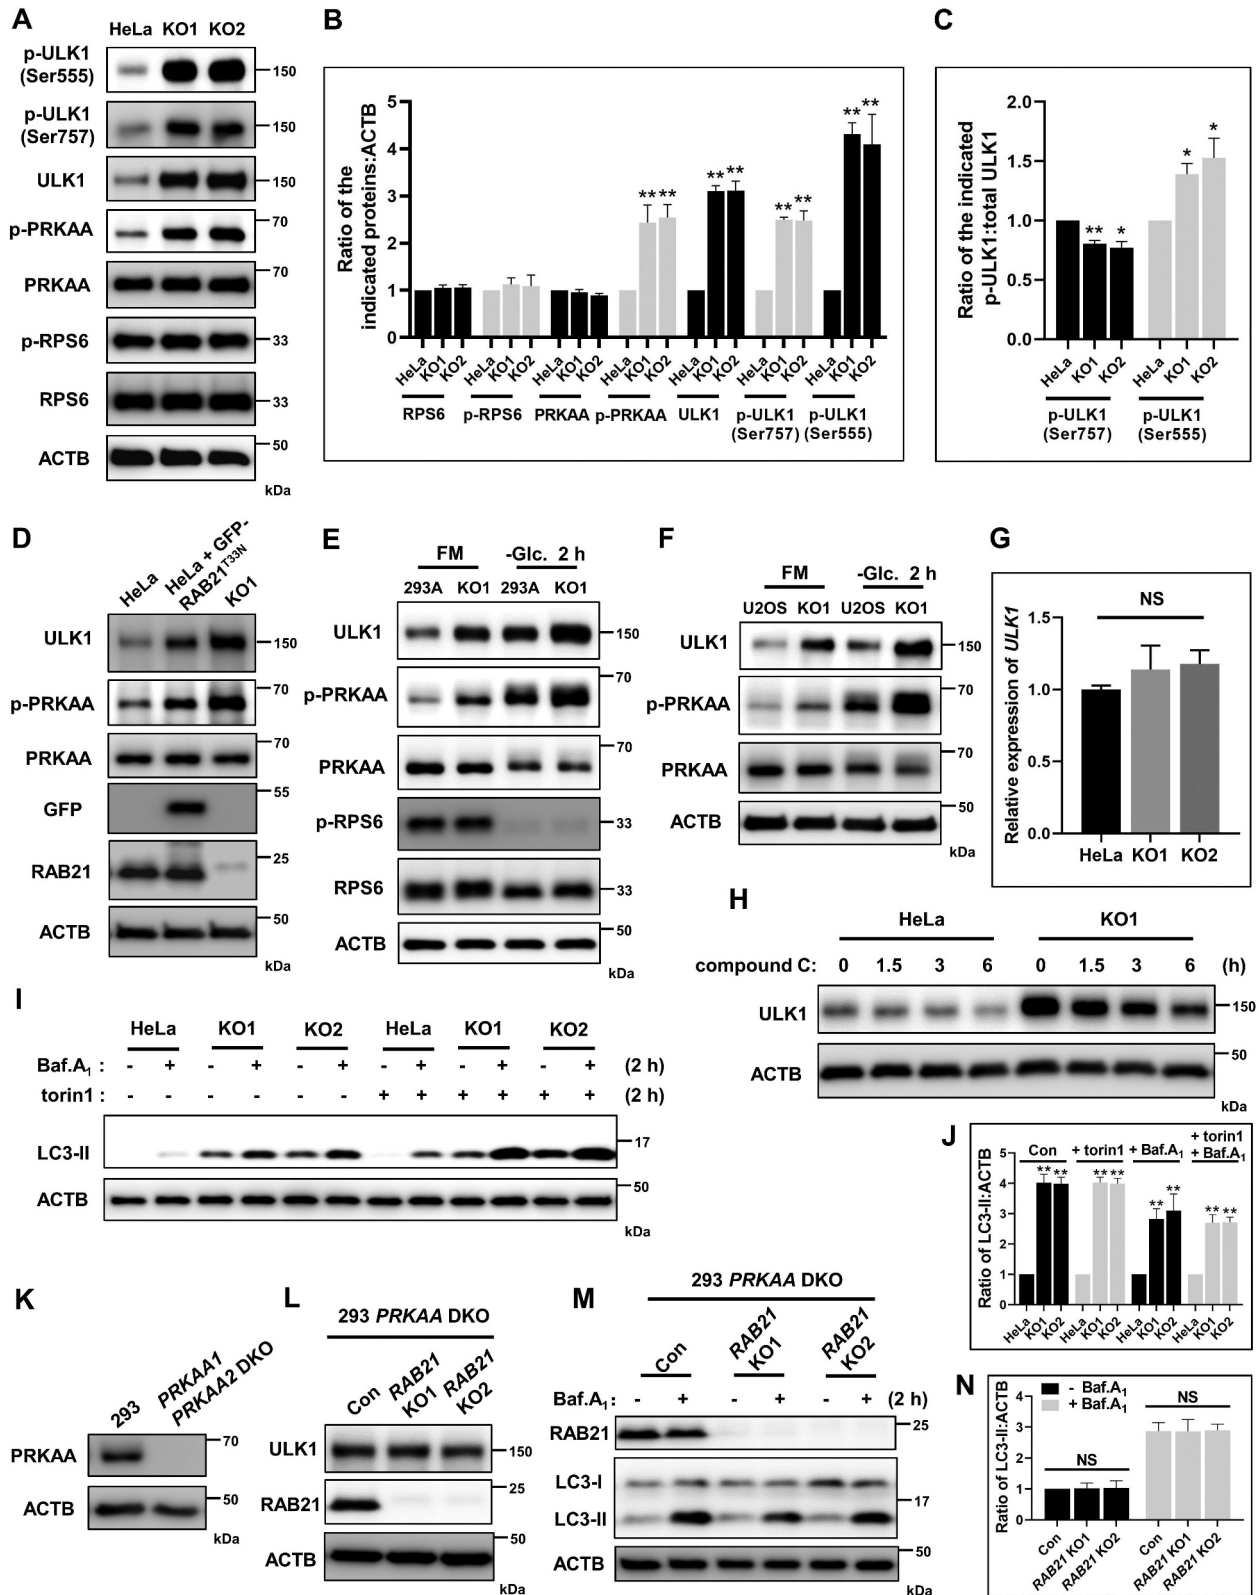 A
HeLa KO1 KO2
p-ULK1
(Ser555)
150
p-ULK1
(Ser757)
150
ULK1
150
p-PRKAA
70
PRKAA
70
p-RPS6
33
RPS6
33
ACTB
50
kDa
B
Ratio of the
indicated proteins:ACTB
5
4
3
2
1
0
** ** ** ** ** ** ** **
HeLa KO1 KO2 HeLa KO1 KO2 HeLa KO1 KO2 HeLa KO1 KO2 HeLa KO1 KO2 HeLa KO1 KO2 HeLa KO1 KO2
RPS6 p-RPS6 PRKAA p-PRKAA ULK1 p-ULK1 p-ULK1
(Ser757) (Ser555)
C
Ratio of the indicated
p-ULK1:total ULK1
2.0
1.5
1.0
0.5
0.0
** * * *
HeLa KO1 KO2 HeLa KO1 KO2
p-ULK1 p-ULK1
(Ser757) (Ser555)
D
HeLa
HeLa + GFP-
RAB21T33N
KO1
ULK1
150
p-PRKAA
70
PRKAA
70
GFP
55
RAB21
25
ACTB
50
kDa
E
FM -Glc. 2 h
293A KO1 293A KO1
ULK1
150
p-PRKAA
70
PRKAA
70
p-RPS6
33
RPS6
33
ACTB
50
kDa
F
FM -Glc. 2 h
U2OS KO1 U2OS KO1
ULK1
150
p-PRKAA
70
PRKAA
70
ACTB
50
kDa
G
Relative expression of ULK1
1.5
1.0
0.5
0.0
NS
HeLa KO1 KO2
H
HeLa KO1
compound C: 0 1.5 3 6 0 1.5 3 6 (h)
ULK1
150
ACTB
50
kDa
I
HeLa KO1 KO2 HeLa KO1 KO2
Baf.A1 : - + - + - + - + - + - + (2 h)
torin1 : - - - - - - + + + + + + (2 h)
LC3-II
17
ACTB
50
kDa
J
Ratio of LC3-II:ACTB
5
4
3
2
1
0
Con + torin1 + Baf.A1 + torin1
+ Baf.A1
** ** ** ** ** ** ** **
HeLa KO1 KO2 HeLa KO1 KO2 HeLa KO1 KO2 HeLa KO1 KO2
K
293
PRKAA1
PRKAA2 DKO
PRKAA
70
ACTB
50
kDa
L
293 PRKAA DKO
Con
RAB21
KO1
RAB21
KO2
ULK1
150
RAB21
25
ACTB
50
kDa
M
293 PRKAA DKO
Con
RAB21
KO1
RAB21
KO2
Baf.A1 : - + - + - + (2 h)
RAB21
25
LC3-I
17
LC3-II
ACTB
50
kDa
N
Ratio of LC3-II:ACTB
4
3
2
1
0
- Baf.A1
+ Baf.A1
NS
NS
Con RAB21 KO1 RAB21 KO2 Con RAB21 KO1 RAB21 KO2